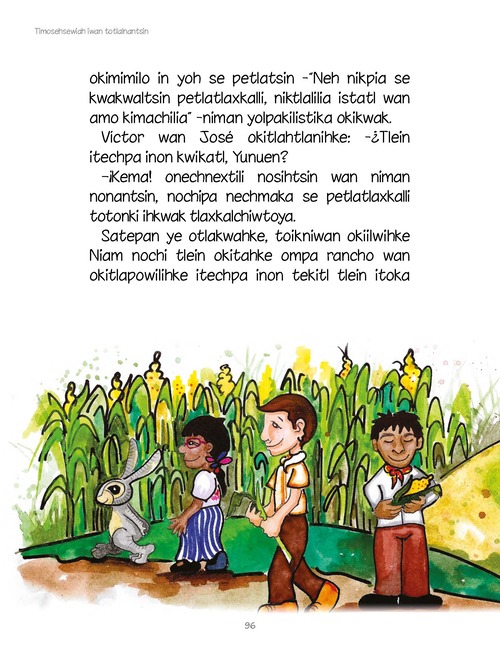 Timosehsewiah iwan totlalnantsin
okimimilo in yoh se petlatsin -"Neh nikpia se
kwakwaltsin petlatlaxkalli, niktlalilia istatl wan
amo kimachilia" -niman yolpakilistika okikwak.
Víctor wan José okitlahtlanihke: -¿Tlein
itechpa inon kwikatl, Yunuen?
-¡Kema! onechnextili nosihtsin wan niman
nonantsin, nochipa nechmaka se petlatlaxkalli
totonki ihkwak tlaxkalchiwtoya.
Satepan ye otlakwahke, toikniwan okiilwihke
Niam nochi tlein okitahke ompa rancho wan
okitlapowilihke itechpa inon tekitl tlein itoka
96